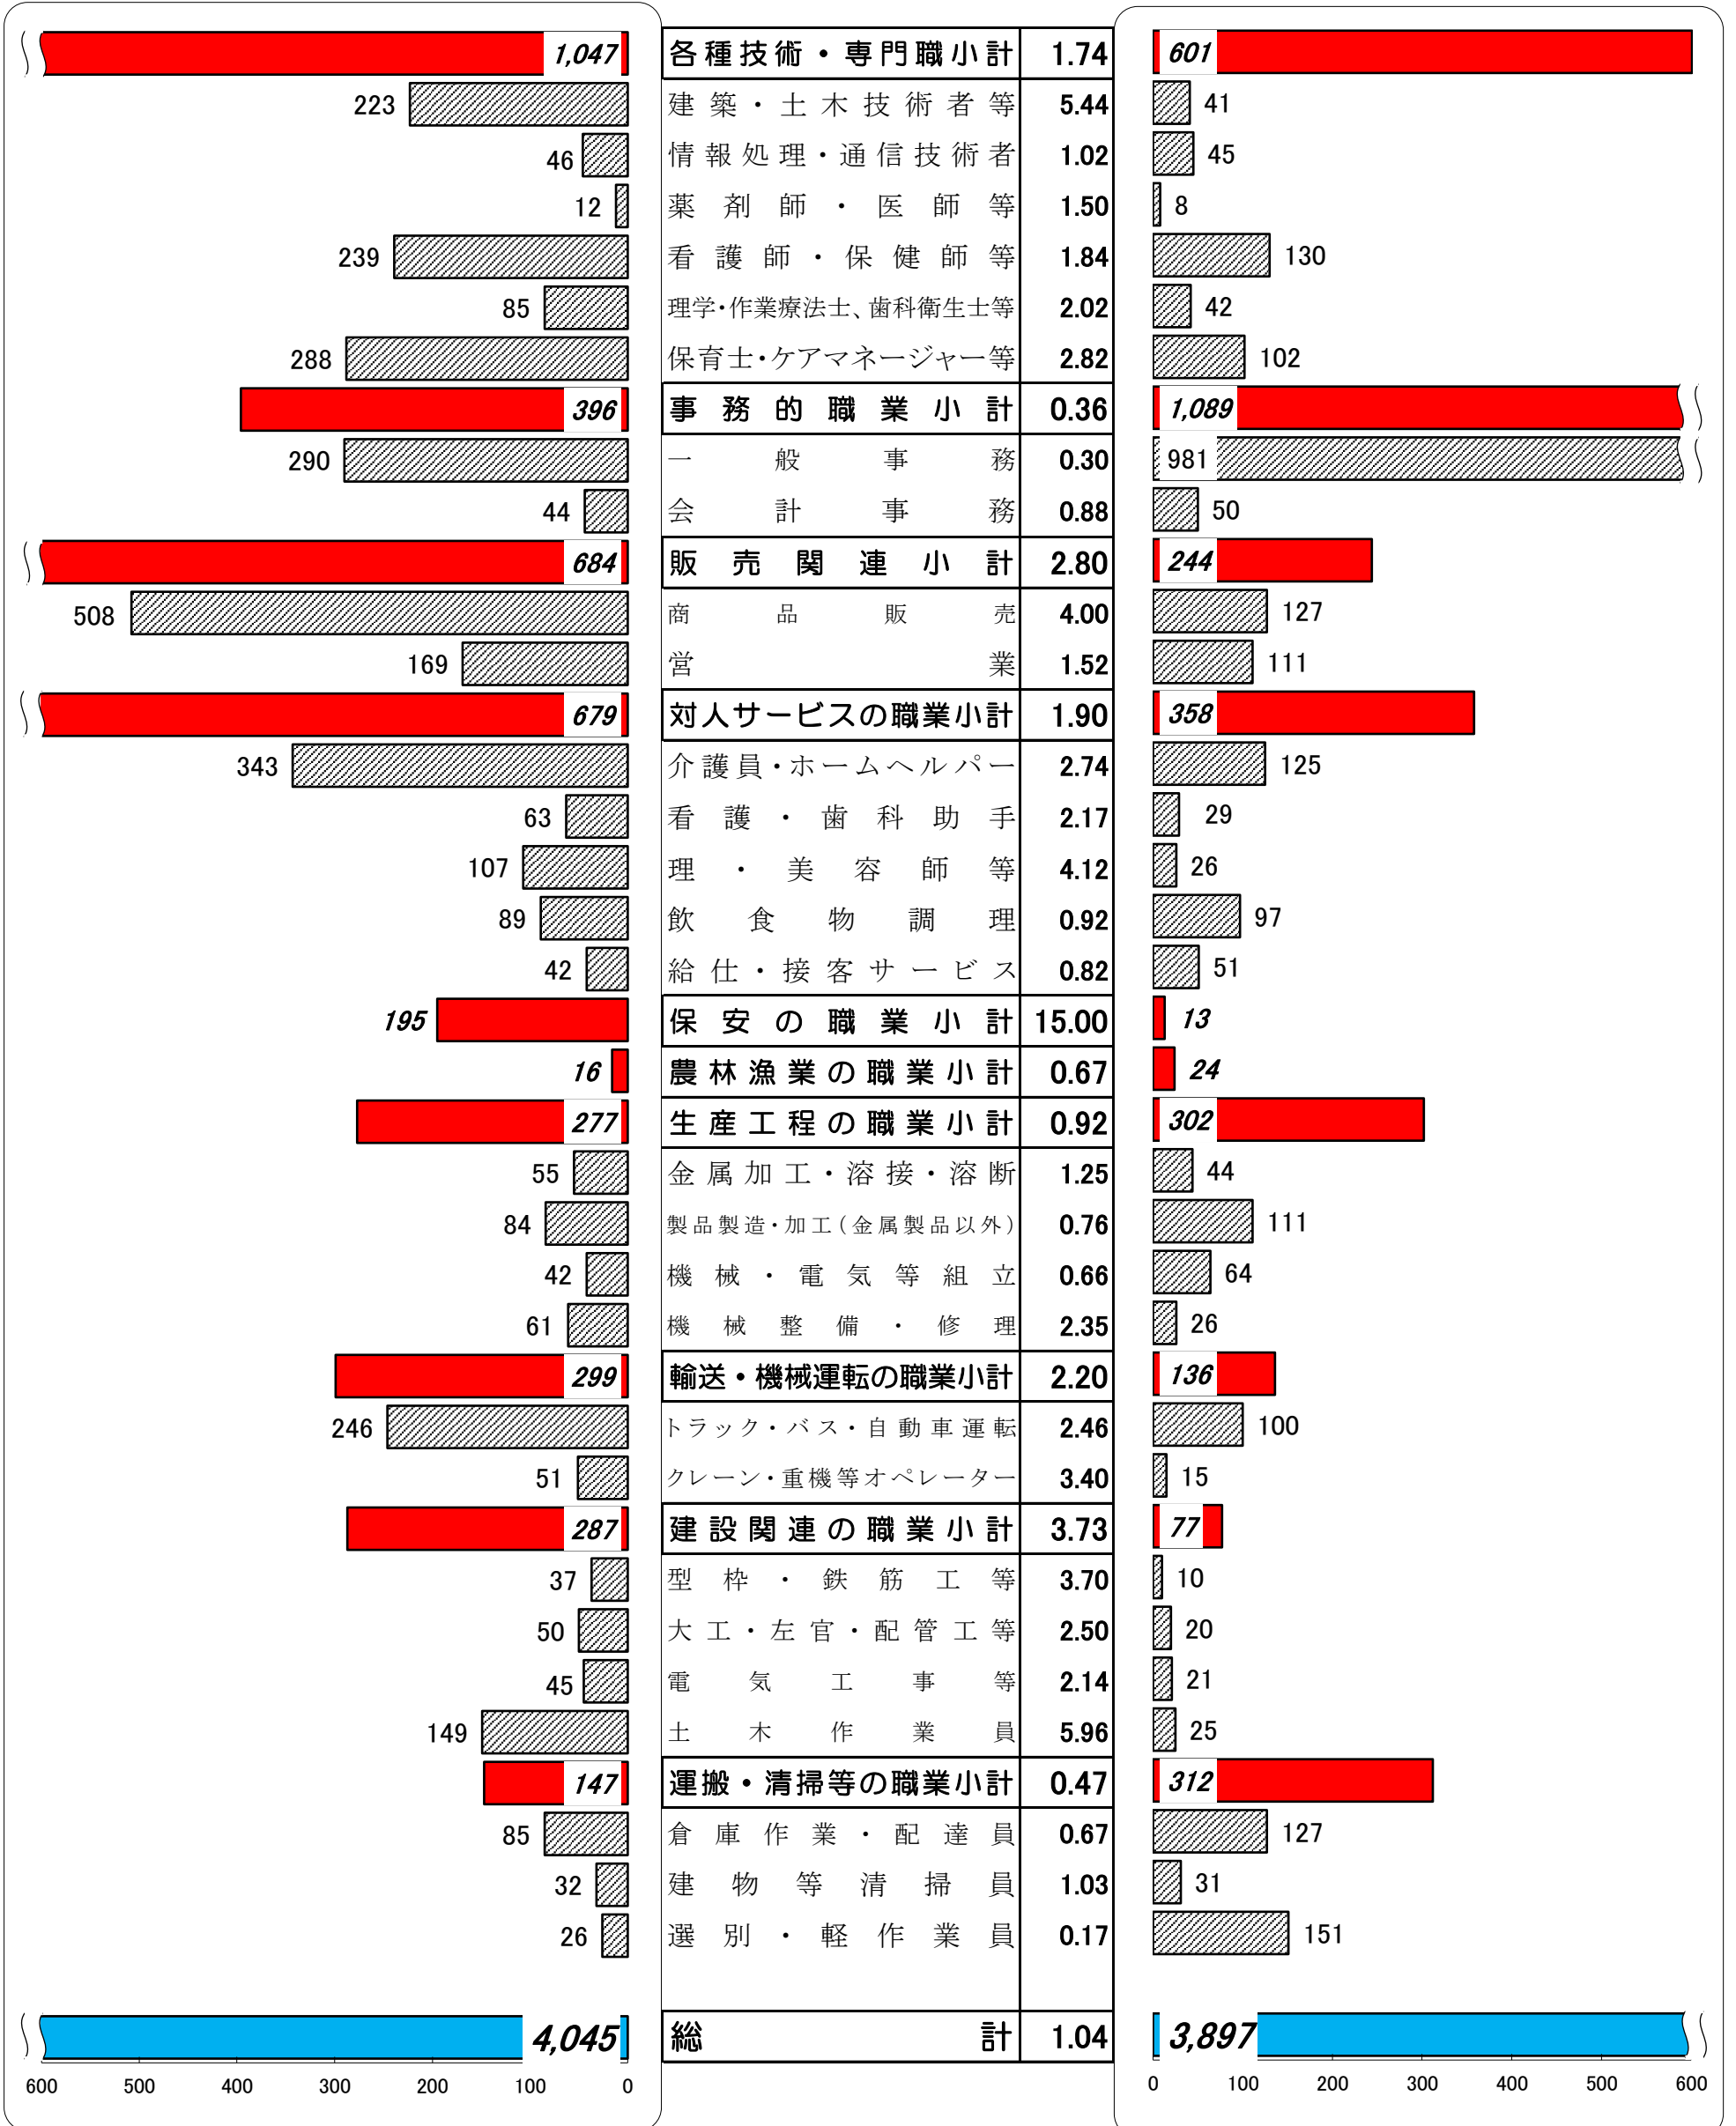 1,047 各種技術・専門職小計 1.74 601
223 建築・土木技術者等 5.44 41
46 情報処理・通信技術者 1.02 45
12 薬剤師・医師等 1.50 8
239 看護師・保健師等 1.84 130
85 理学・作業療法士、歯科衛生士等 2.02 42
288 保育士・ケアマネージャー等 2.82 102
396 事務的職業小計 0.36 1,089
290 一般事務 0.30 981
44 会計事務 0.88 50
684 販売関連小計 2.80 244
508 商品販売 4.00 127
169 営業 1.52 111
679 対人サービスの職業小計 1.90 358
343 介護員・ホームヘルパー 2.74 125
63 看護・歯科助手 2.17 29
107 理・美容師等 4.12 26
89 飲食物調理 0.92 97
42 給仕・接客サービス 0.82 51
195 保安の職業小計 15.00 13
16 農林漁業の職業小計 0.67 24
277 生産工程の職業小計 0.92 302
55 金属加工・溶接・溶断 1.25 44
84 製品製造・加工(金属製品以外) 0.76 111
42 機械・電気等組立 0.66 64
61 機械整備・修理 2.35 26
299 輸送・機械運転の職業小計 2.20 136
246 トラック・バス・自動車運転 2.46 100
51 クレーン・重機等オペレーター 3.40 15
287 建設関連の職業小計 3.73 77
37 型枠・鉄筋工等 3.70 10
50 大工・左官・配管工等 2.50 20
45 電気工事等 2.14 21
149 土木作業員 5.96 25
147 運搬・清掃等の職業小計 0.47 312
85 倉庫作業・配達員 0.67 127
32 建物等清掃員 1.03 31
26 選別・軽作業員 0.17 151
4,045 総計 1.04 3,897
600 500 400 300 200 100 0 0 100 200 300 400 500 600